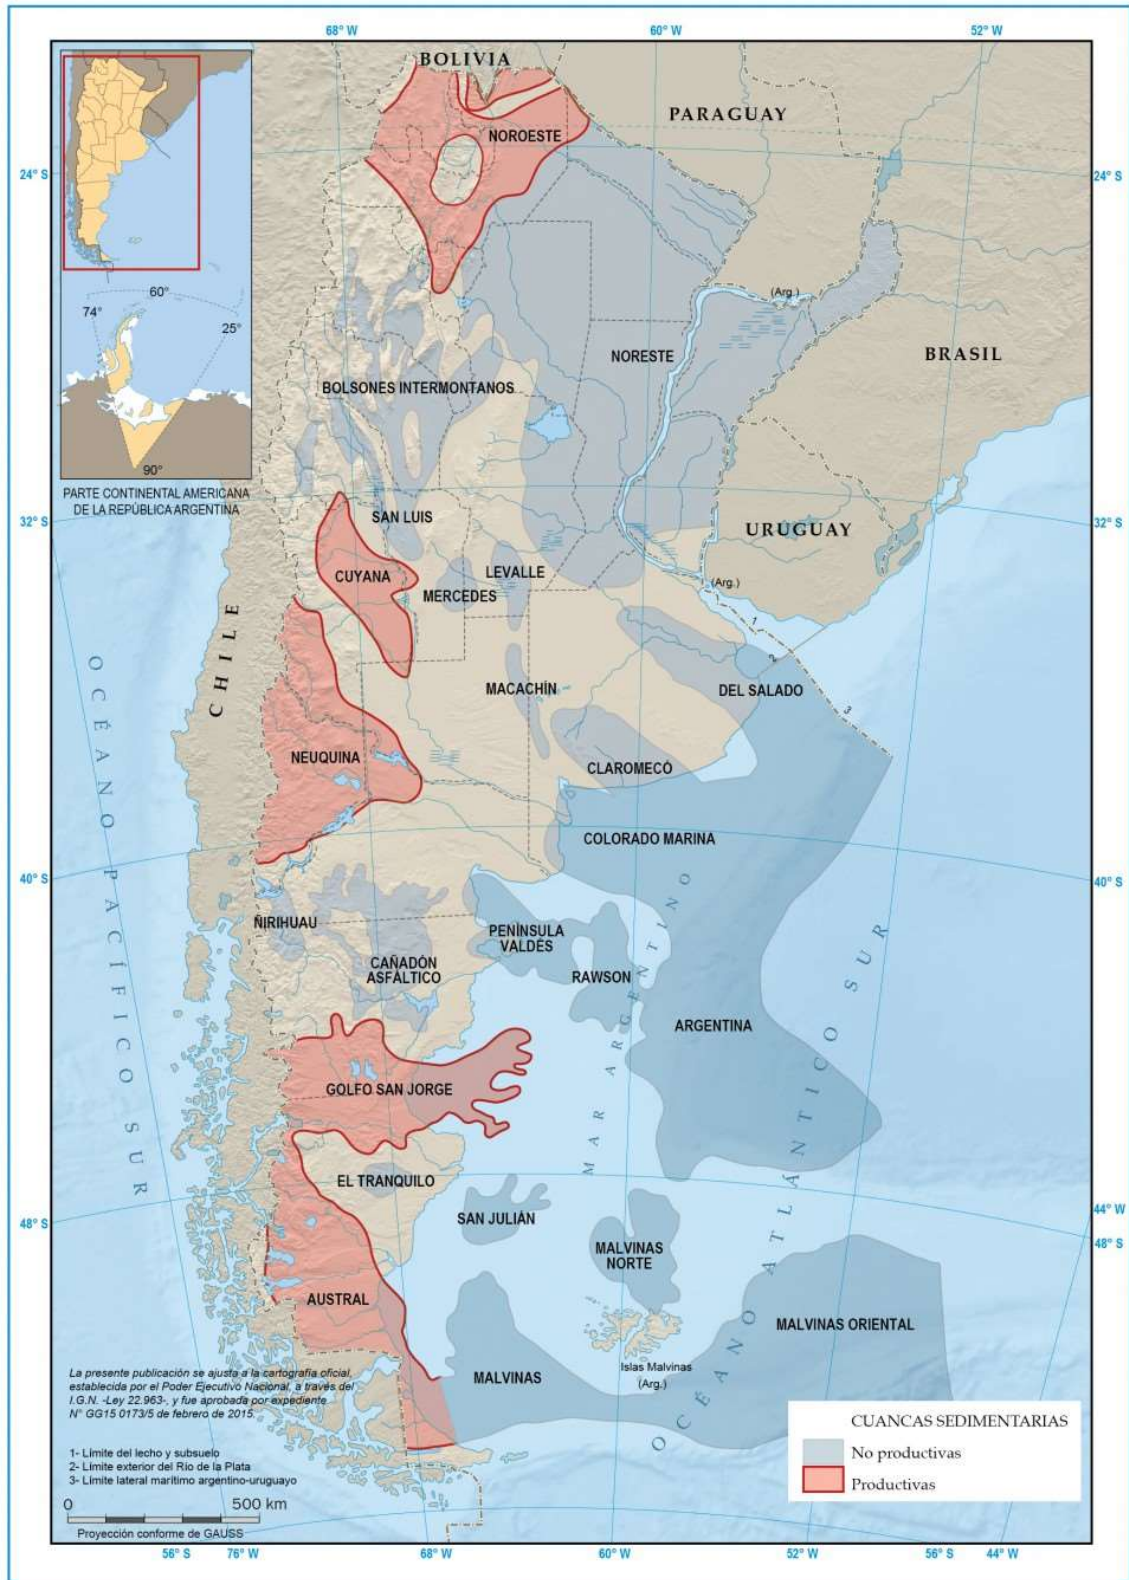 68° W
60° W
52° W
BOLIVIA
PARAGUAY
NOROESTE
24° S
24° S
60°
74°
25°
90°
PARTE CONTINENTAL AMERICANA
DE LA REPÚBLICA ARGENTINA
(Arg.)
NORESTE
BRASIL
BOLSONES INTERMONTANOS
32° S
32° S
SAN LUIS
URUGUAY
CUYANA
LEVALLE
MERCEDES
(Arg.)
CHILE
1
2
3
MACACHÍN
DEL SALADO
NEUQUINA
CLAROMECÓ
COLORADO MARINA
OCÉANO PACÍFICO SUR
40° S
40° S
ÑIRIHUAU
PENÍNSULA
VALDÉS
CAÑADÓN
ASFÁLTICO
RAWSON
MAR ARGENTINO
ARGENTINA
OCÉANO ATLÁNTICO SUR
GOLFO SAN JORGE
EL TRANQUILO
SAN JULIÁN
48° S
44° W
48° S
MALVINAS
NORTE
AUSTRAL
MALVINAS ORIENTAL
Islas Malvinas
(Arg.)
MALVINAS
La presente publicación se ajusta a la cartografía oficial,
establecida por el Poder Ejecutivo Nacional, a través del
I.G.N. -Ley 22.963-, y fue aprobada por expediente
N° GG15 0173/5 de febrero de 2015.
1- Límite del lecho y subsuelo
2- Límite exterior del Río de la Plata
3- Límite lateral marítimo argentino-uruguayo
0 500 km
Proyección conforme de GAUSS
CUANCAS SEDIMENTARIAS
No productivas
Productivas
56° S
76° W
68° W
60° W
52° W
56° S
44° W